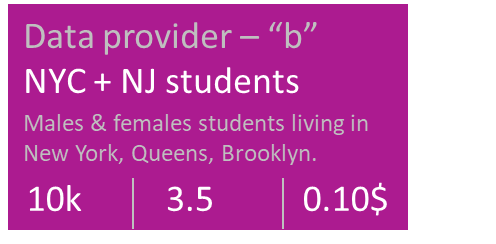 Data provider – “b”
NYC + NJ students
Males & females students living in
New York, Queens, Brooklyn.
10k 3.5 0.10$